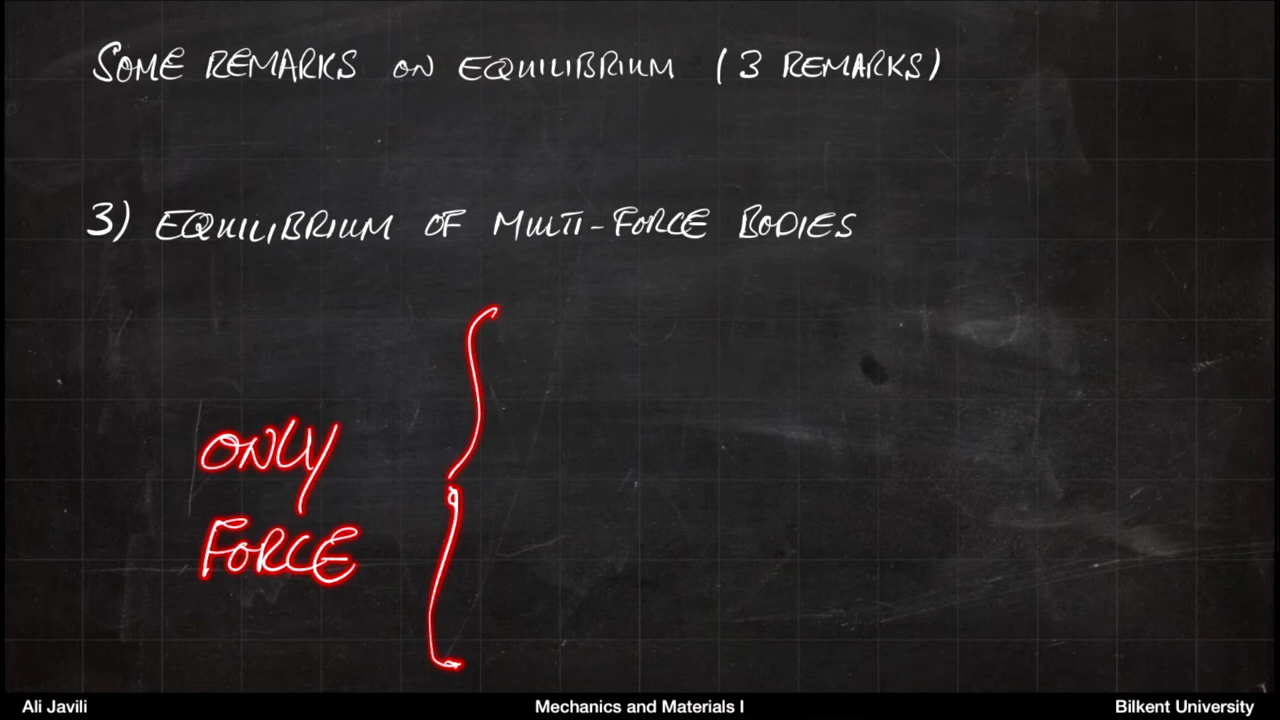 SOME REMARKS ON EQUILIBRIUM (3 REMARKS)
3) EQUILIBRIUM OF MULTI-FORCE BODIES
ONLY
FORCE
Ali Javili
Mechanics and Materials I
Bilkent University